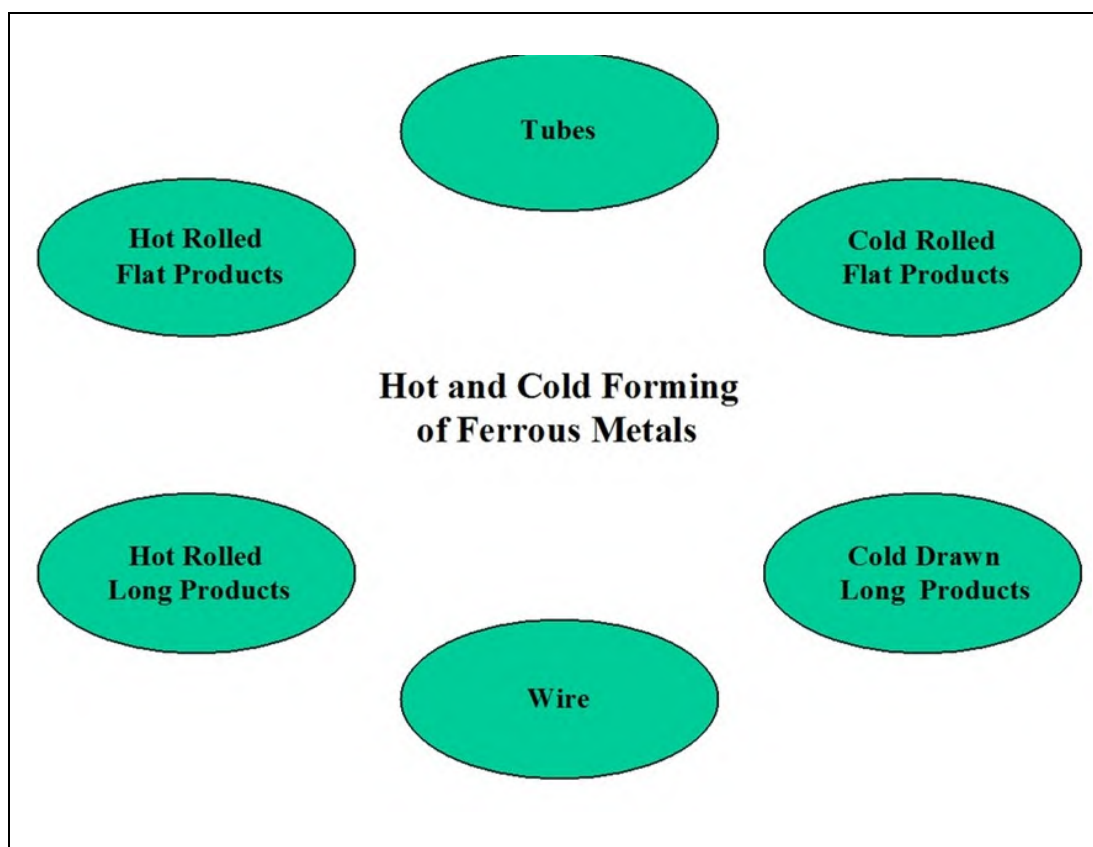 Tubes
Hot Rolled
Flat Products
Cold Rolled
Flat Products
Hot and Cold Forming
of Ferrous Metals
Hot Rolled
Long Products
Cold Drawn
Long Products
Wire